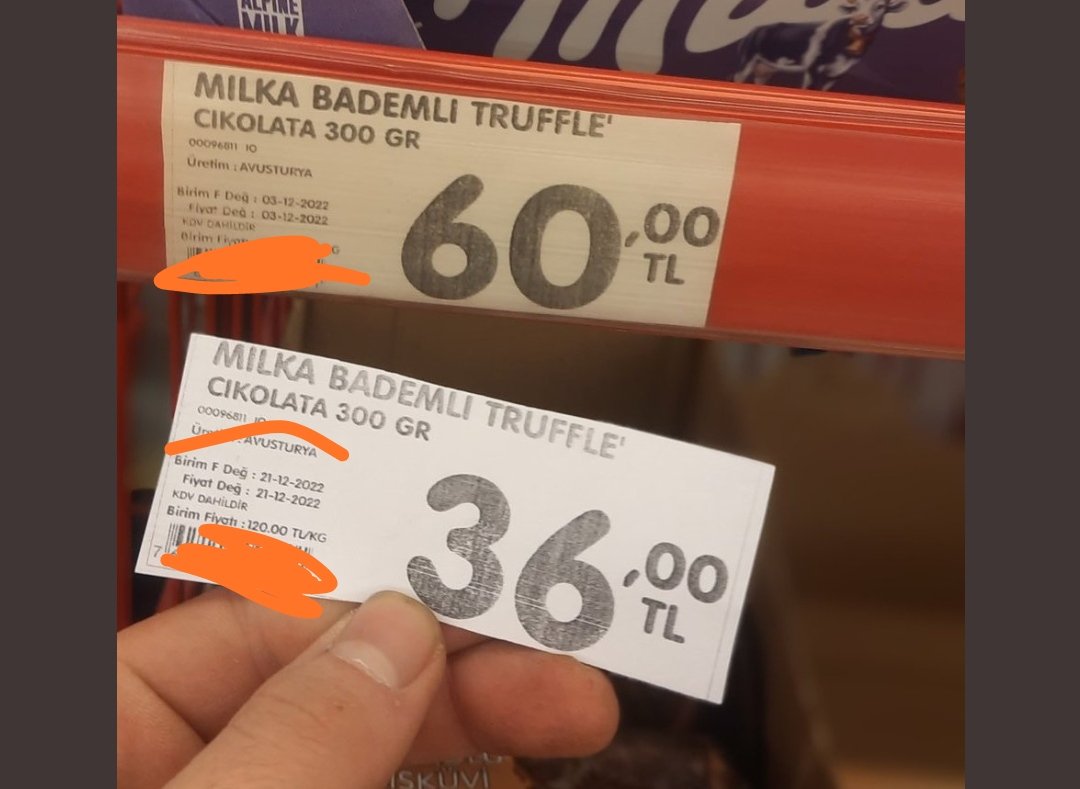 ALPINE
MILK
Milka
MILKA BADEMLI TRUFFLE'
CIKOLATA 300 GR
00096811 IO
Üretim : AVUSTURYA
Birim F Değ : 03-12-2022
Fiyat Değ : 03-12-2022
KDV DAHİLDİR
Birim
60,00
TL
MILKA BADEMLI TRUFFLE'
CIKOLATA 300 GR
00096811
AVUSTURYA
Birim F Değ : 21-12-2022
Fiyat Değ : 21-12-2022
KDV DAHİLDİR
Birim Fiyatı : 120.00 TL/KG
7
36,00
TL